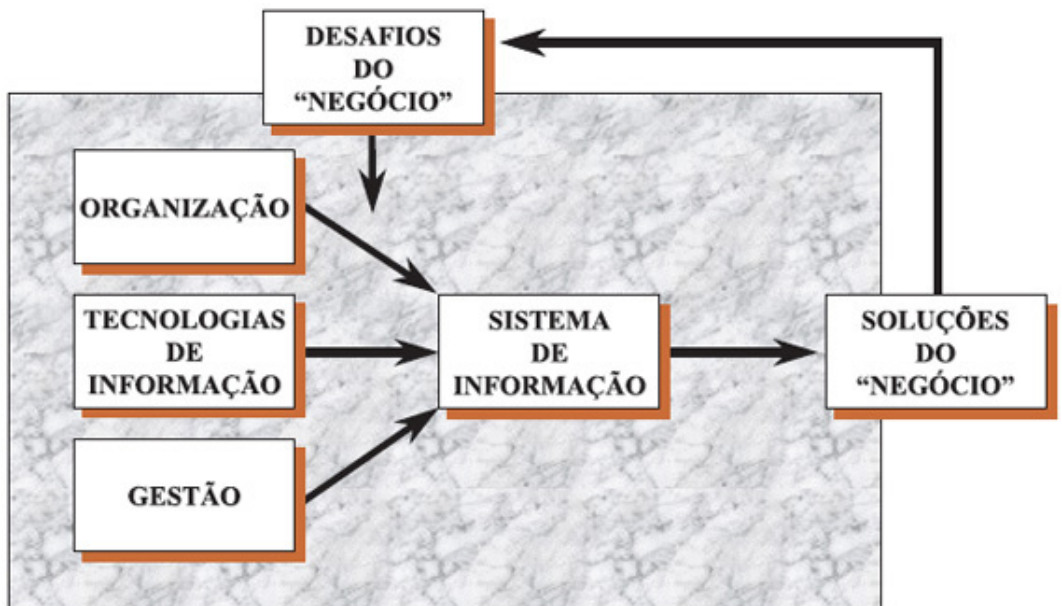 DESAFIOS
DO
“NEGÓCIO”
ORGANIZAÇÃO
TECNOLOGIAS
DE
INFORMAÇÃO
SISTEMA
DE
INFORMAÇÃO
SOLUÇÕES
DO
“NEGÓCIO”
GESTÃO